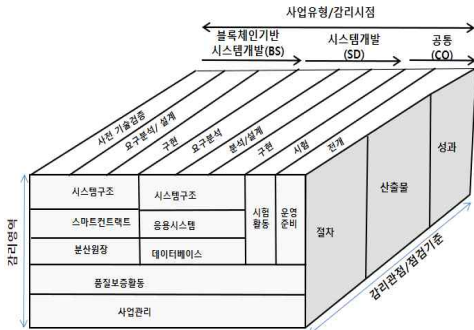 사업유형/감리시점
블록체인기반
시스템개발(BS)
시스템개발
(SD)
공통
(CO)
사전 기술검증
요구분석/ 설계
구현
요구분석
분석/설계
구현
시험
전개
감리영역
시스템구조
시스템구조
스마트컨트랙트
응용시스템
분산원장
데이터베이스
시험
활동
운영
준비
품질보증활동
사업관리
절차
산출물
성과
감리관점/점검기준